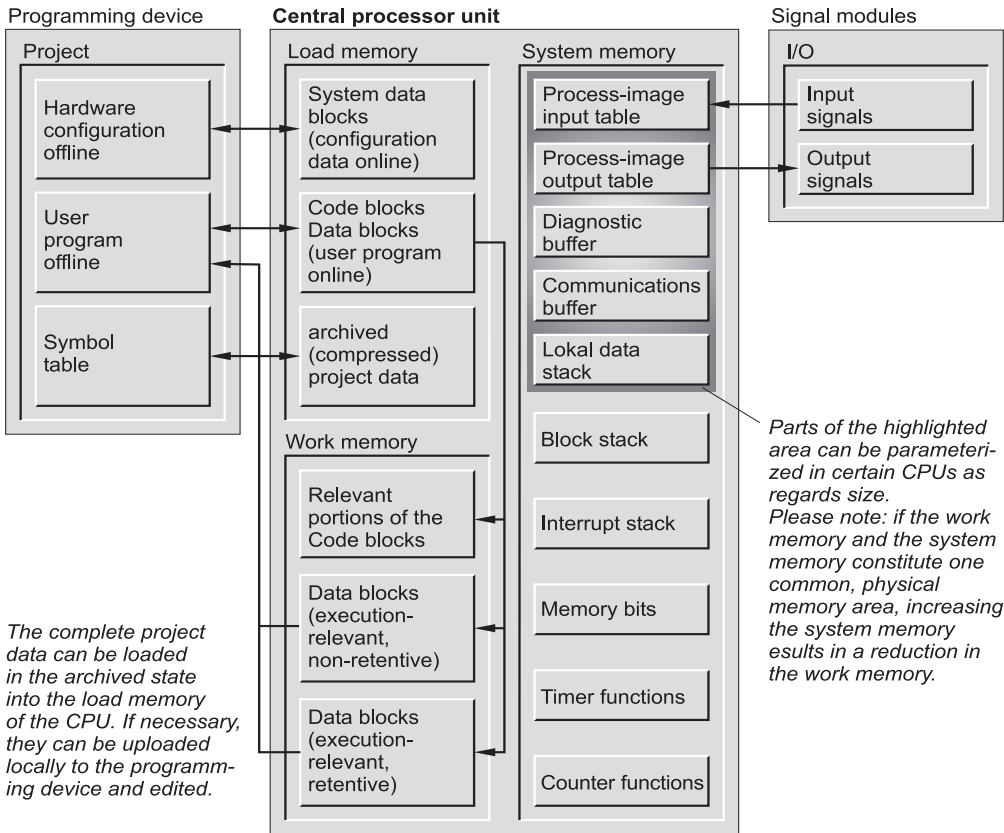 Programming device
Project
Hardware
configuration
offline
User
program
offline
Symbol
table
The complete project
data can be loaded
in the archived state
into the load memory
of the CPU. If necessary,
they can be uploaded
locally to the programm-
ing device and edited.
Central processor unit
Load memory
System data
blocks
(configuration
data online)
Code blocks
Data blocks
(user program
online)
archived
(compressed)
project data
Work memory
Relevant
portions of the
Code blocks
Data blocks
(execution-
relevant,
non-retentive)
Data blocks
(execution-
relevant,
retentive)
System memory
Process-image
input table
Process-image
output table
Diagnostic
buffer
Communications
buffer
Lokal data
stack
Block stack
Interrupt stack
Memory bits
Timer functions
Counter functions
Signal modules
I/O
Input
signals
Output
signals
Parts of the highlighted
area can be parameteri-
zed in certain CPUs as
regards size.
Please note: if the work
memory and the system
memory constitute one
common, physical
memory area, increasing
the system memory
esults in a reduction in
the work memory.